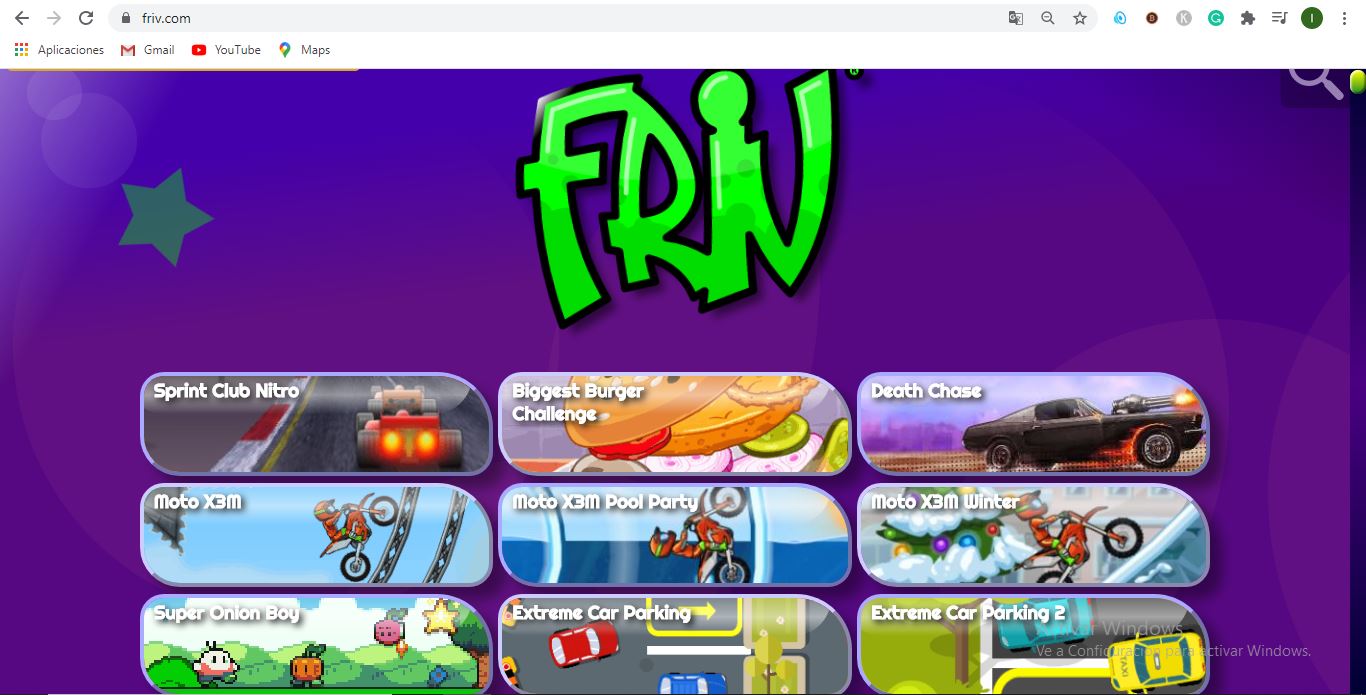 friv.com
Aplicaciones Gmail YouTube Maps
FRIV
®
Sprint Club Nitro
Biggest Burger
Challenge
Death Chase
Moto X3M
Moto X3M Pool Party
Moto X3M Winter
Super Onion Boy
Extreme Car Parking
Extreme Car Parking 2
TAXI
Activar Windows
Ve a Configuración para activar Windows.